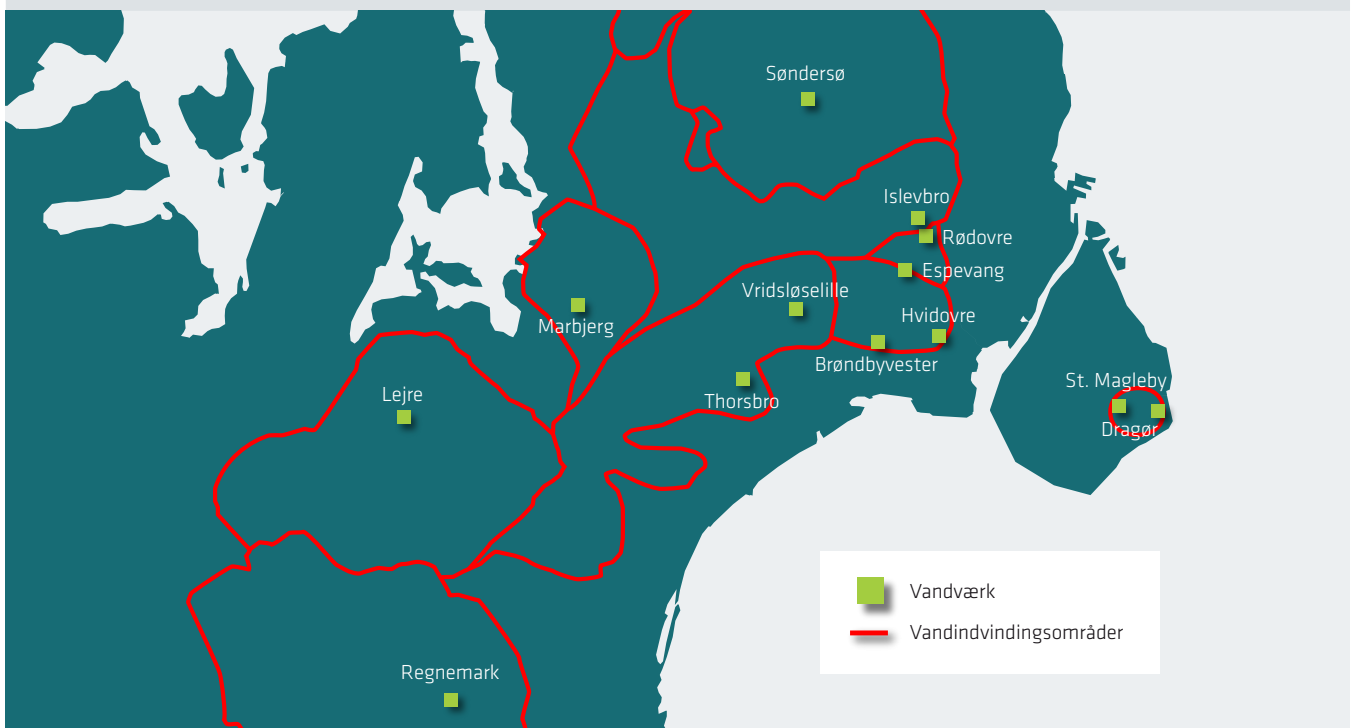 Søndersø
Islevbro
Rødovre
Espevang
Vridsløselille
Hvidovre
Marbjerg
Brøndbyvester
St. Magleby
Lejre
Thorsbro
Dragør
Vandværk
Vandindvindingsområder
Regnemark